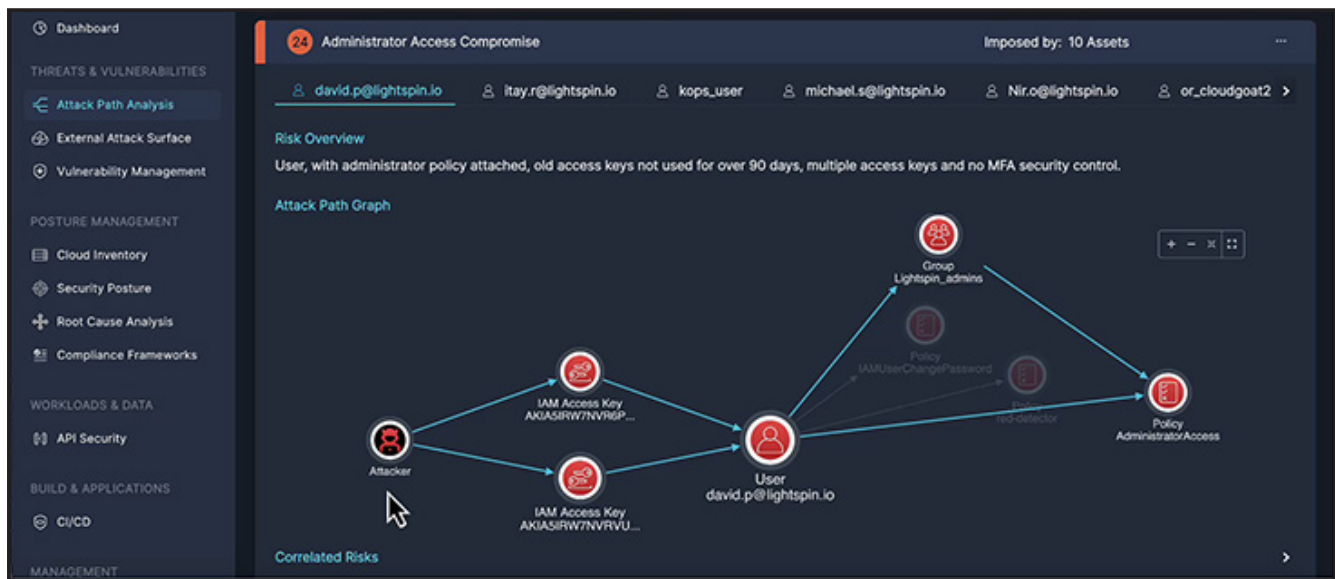 Dashboard
THREATS & VULNERABILITIES
Attack Path Analysis
External Attack Surface
Vulnerability Management
POSTURE MANAGEMENT
Cloud Inventory
Security Posture
Root Cause Analysis
Compliance Frameworks
WORKLOADS & DATA
API Security
BUILD & APPLICATIONS
CI/CD
MANAGEMENT
24 Administrator Access Compromise Imposed by: 10 Assets
david.p@lightspin.io itay.r@lightspin.io kops_user michael.s@lightspin.io Nir.o@lightspin.io or_cloudgoat2
Risk Overview
User, with administrator policy attached, old access keys not used for over 90 days, multiple access keys and no MFA security control.
Attack Path Graph
Group
Lightspin_admins
Policy
IAMUserChangePassword
Policy
red-detector
Policy
AdministratorAccess
IAM Access Key
AKIA5IRW7NVR6P...
Attacker
User
david.p@lightspin.io
IAM Access Key
AKIA5IRW7NVRVU...
Correlated Risks